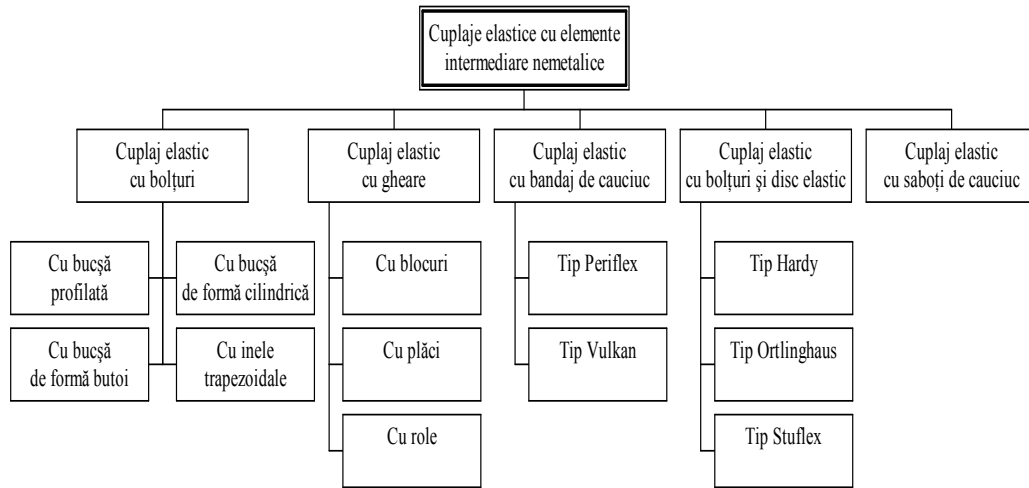 Cuplaje elastice cu elemente
intermediare nemetalice
Cuplaj elastic
cu bolțuri
Cuplaj elastic
cu gheare
Cuplaj elastic
cu bandaj de cauciuc
Cuplaj elastic
cu bolțuri și disc elastic
Cuplaj elastic
cu saboți de cauciuc
Cu bucșă
profilată
Cu bucșă
de formă cilindrică
Cu blocuri
Tip Periflex
Tip Hardy
Cu bucșă
de formă butoi
Cu inele
trapezoidale
Cu plăci
Tip Vulkan
Tip Ortlinghaus
Cu role
Tip Stuflex